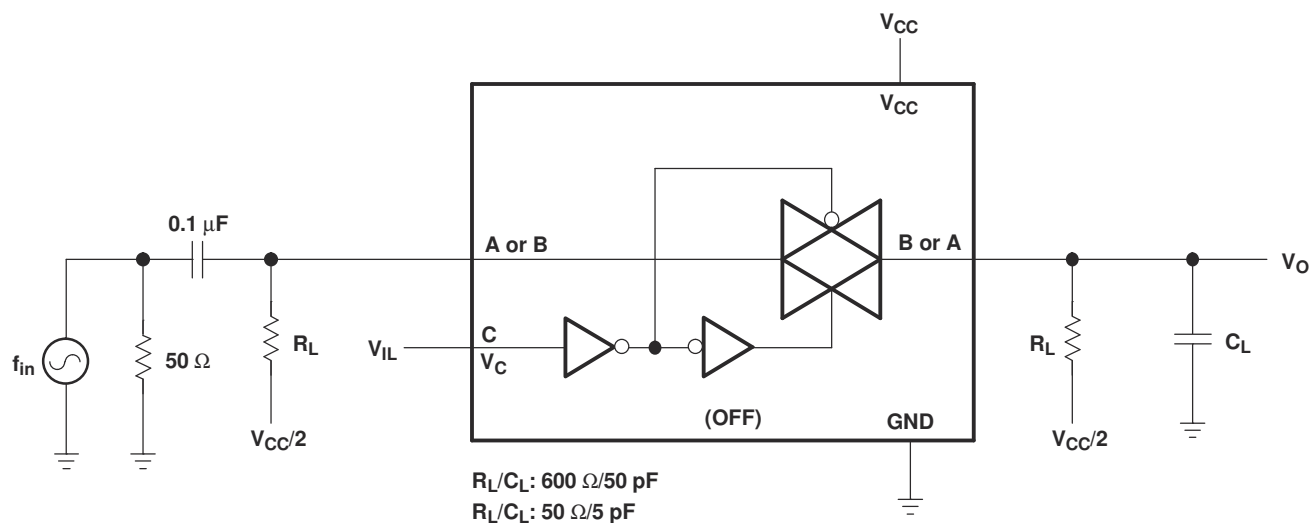 VCC
VCC
0.1 μF
A or B
B or A
VO
fin
50 Ω
RL
VIL
C
VC
RL
CL
(OFF)
GND
VCC/2
VCC/2
RL/CL: 600 Ω/50 pF
RL/CL: 50 Ω/5 pF